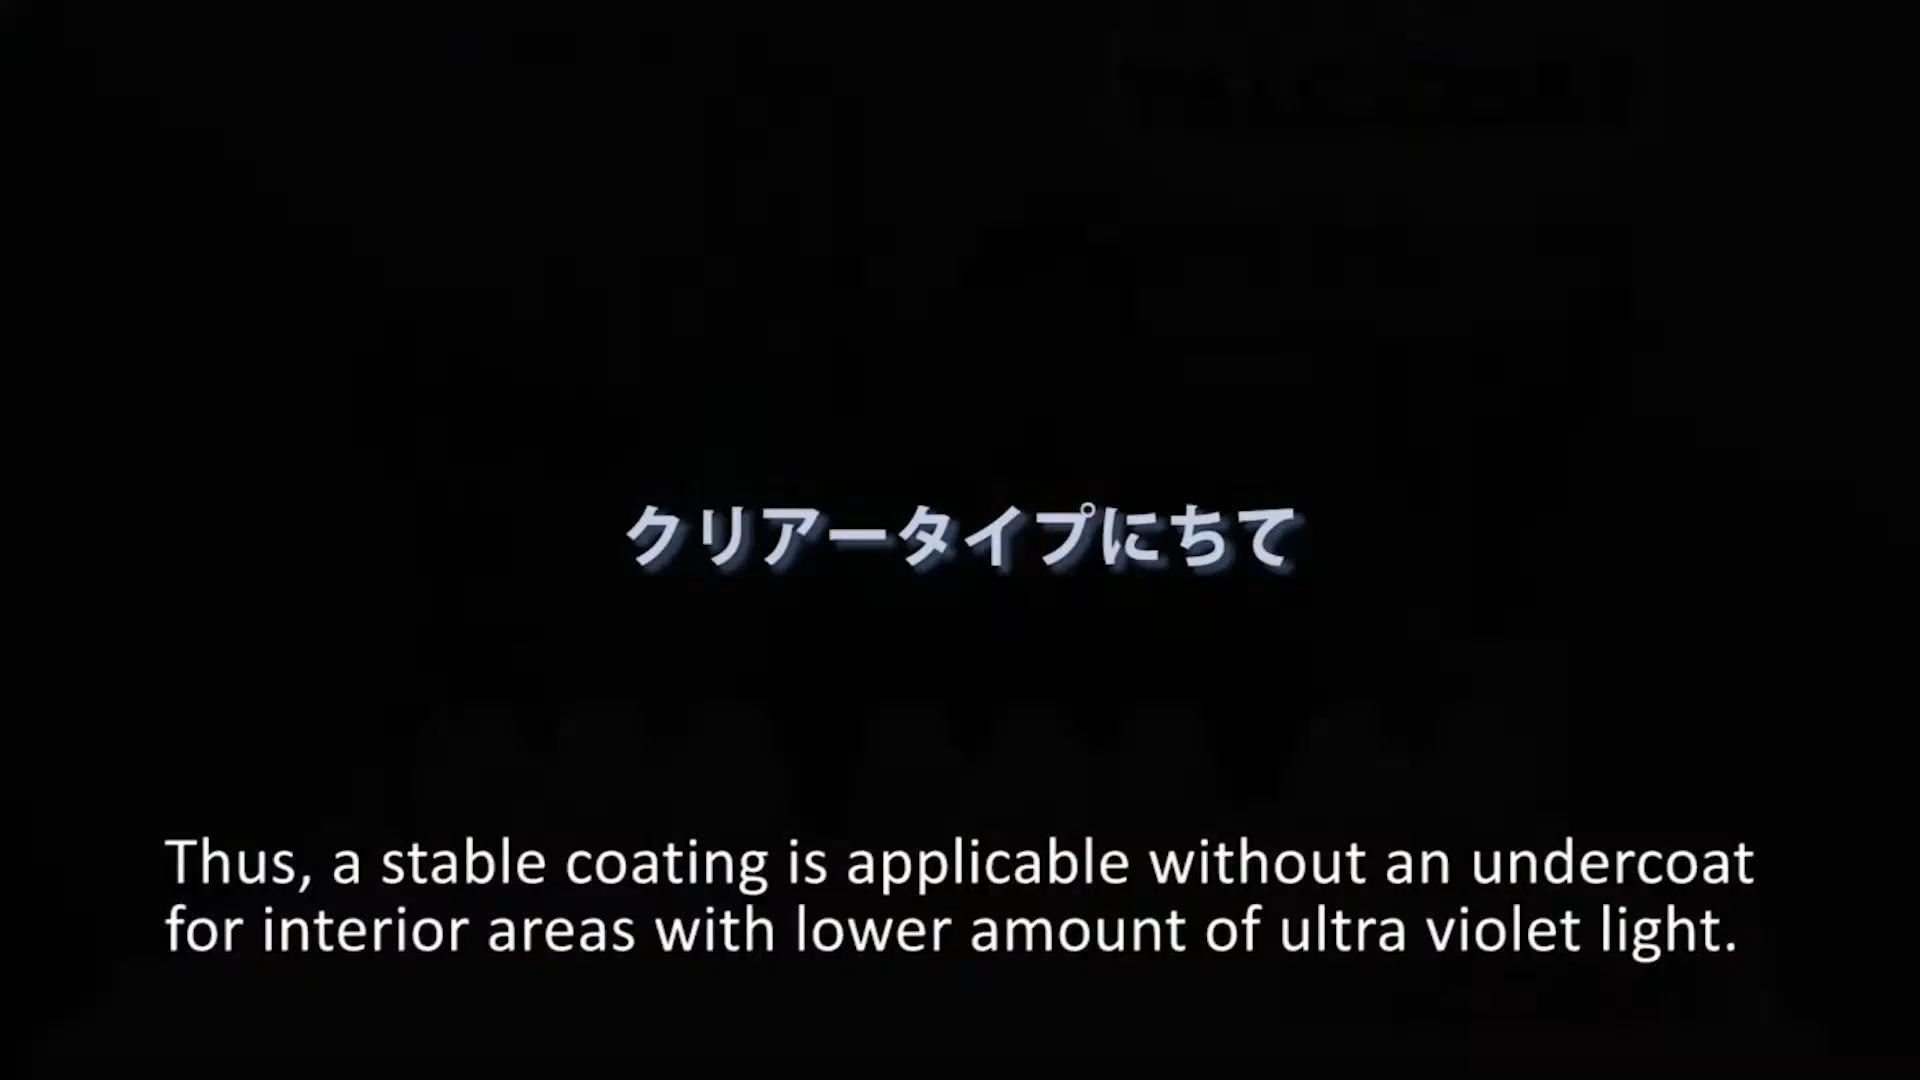 クリアータイプにちて
Thus, a stable coating is applicable without an undercoat
for interior areas with lower amount of ultra violet light.